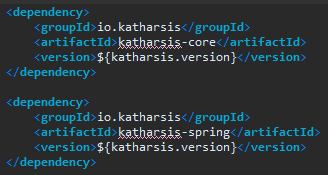 <dependency>
<groupId>io.katharsis</groupId>
<artifactId>katharsis-core</artifactId>
<version>${katharsis.version}</version>
</dependency>
<dependency>
<groupId>io.katharsis</groupId>
<artifactId>katharsis-spring</artifactId>
<version>${katharsis.version}</version>
</dependency>